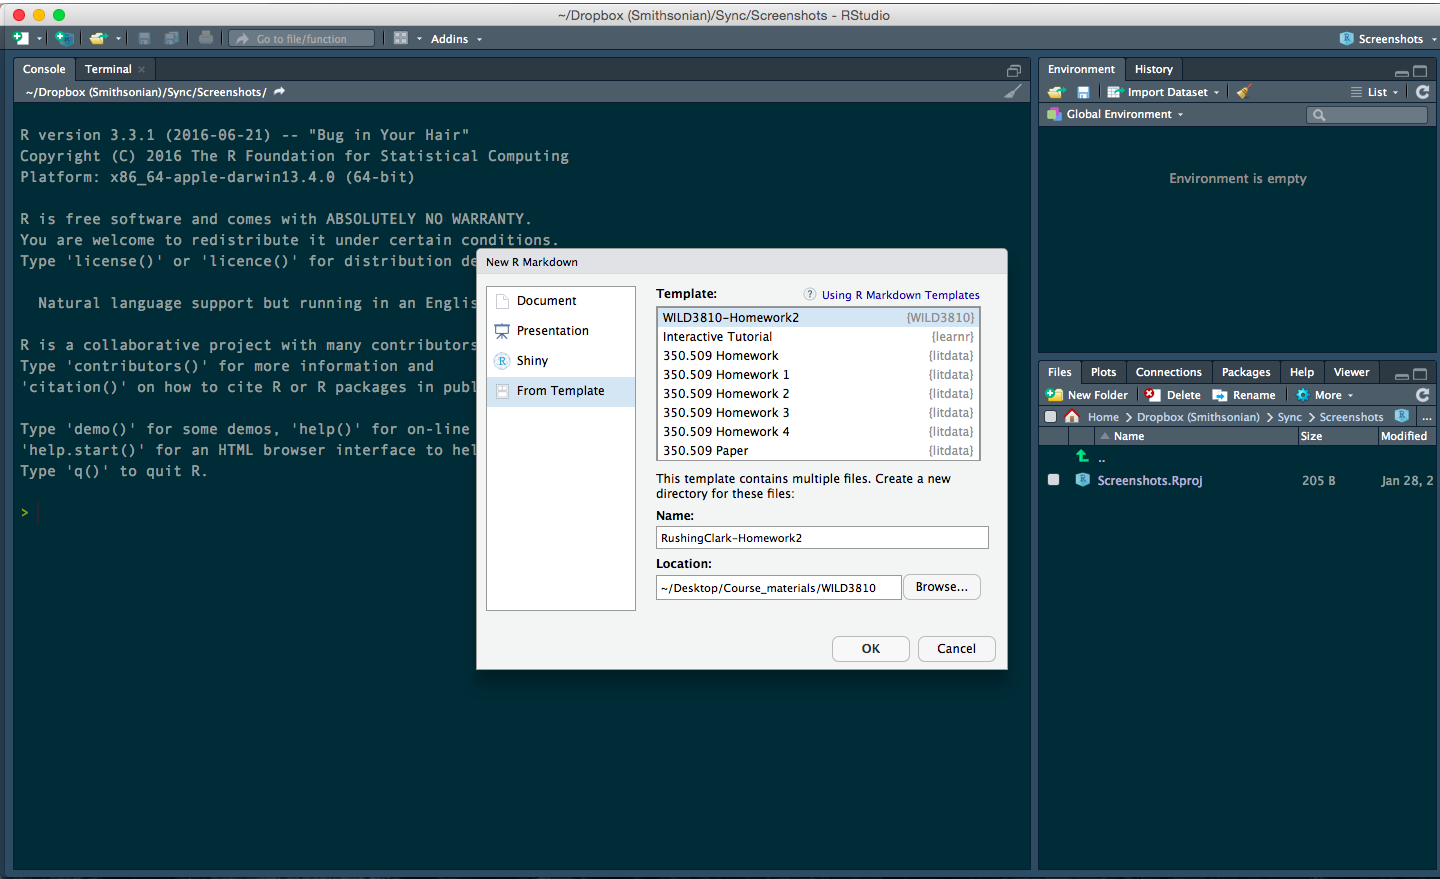 ~/Dropbox (Smithsonian)/Sync/Screenshots - RStudio
Go to file/function
Addins
Screenshots
Console
Terminal
~/Dropbox (Smithsonian)/Sync/Screenshots/
R version 3.3.1 (2016-06-21) -- "Bug in Your Hair"
Copyright (C) 2016 The R Foundation for Statistical Computing
Platform: x86_64-apple-darwin13.4.0 (64-bit)
R is free software and comes with ABSOLUTELY NO WARRANTY.
You are welcome to redistribute it under certain conditions.
Type 'license()' or 'licence()' for distribution de
Natural language support but running in an Englis
R is a collaborative project with many contributors
Type 'contributors()' for more information and
'citation()' on how to cite R or R packages in publ
Type 'demo()' for some demos, 'help()' for on-line
'help.start()' for an HTML browser interface to hel
Type 'q()' to quit R.
>
New R Markdown
Document
Presentation
Shiny
From Template
Template:
? Using R Markdown Templates
WILD3810-Homework2 {WILD3810}
Interactive Tutorial {learnr}
350.509 Homework {litdata}
350.509 Homework 1 {litdata}
350.509 Homework 2 {litdata}
350.509 Homework 3 {litdata}
350.509 Homework 4 {litdata}
350.509 Paper {litdata}
This template contains multiple files. Create a new
directory for these files:
Name:
RushingClark-Homework2
Location:
~/Desktop/Course_materials/WILD3810
Browse...
OK
Cancel
Environment
History
Import Dataset
List
Global Environment
Environment is empty
Files
Plots
Connections
Packages
Help
Viewer
New Folder
Delete
Rename
More
Home > Dropbox (Smithsonian) > Sync > Screenshots
...
Name
Size
Modified
..
Screenshots.Rproj
205 B
Jan 28, 2